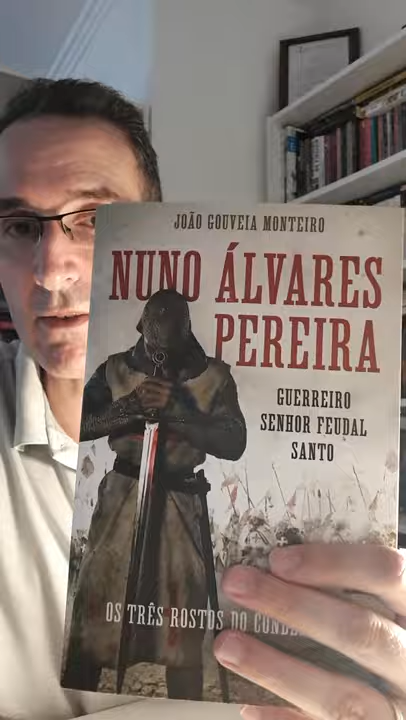 JOÃO GOUVEIA MONTEIRO
NUNO ÁLVARES
PEREIRA
GUERREIRO
SENHOR FEUDAL
SANTO
OS TRÊS ROSTOS DO